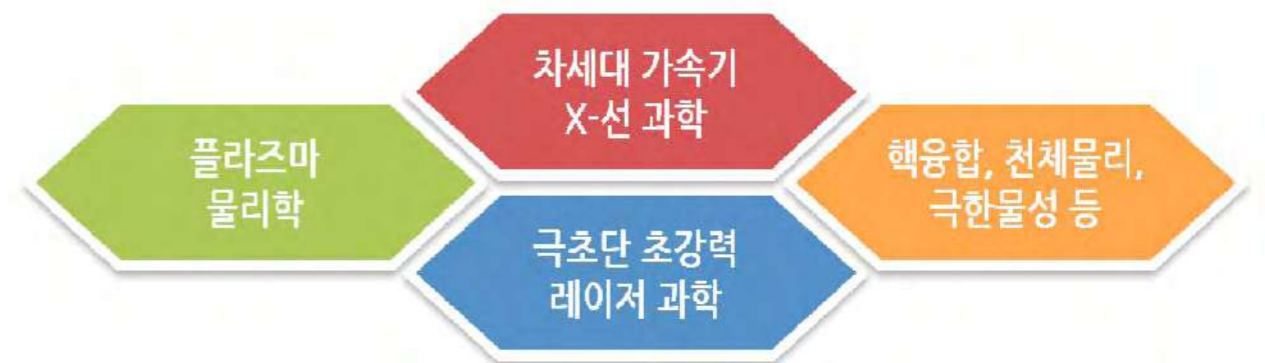 플라즈마
물리학
차세대 가속기
X-선 과학
극초단 초강력
레이저 과학
핵융합, 천체물리,
극한물성 등